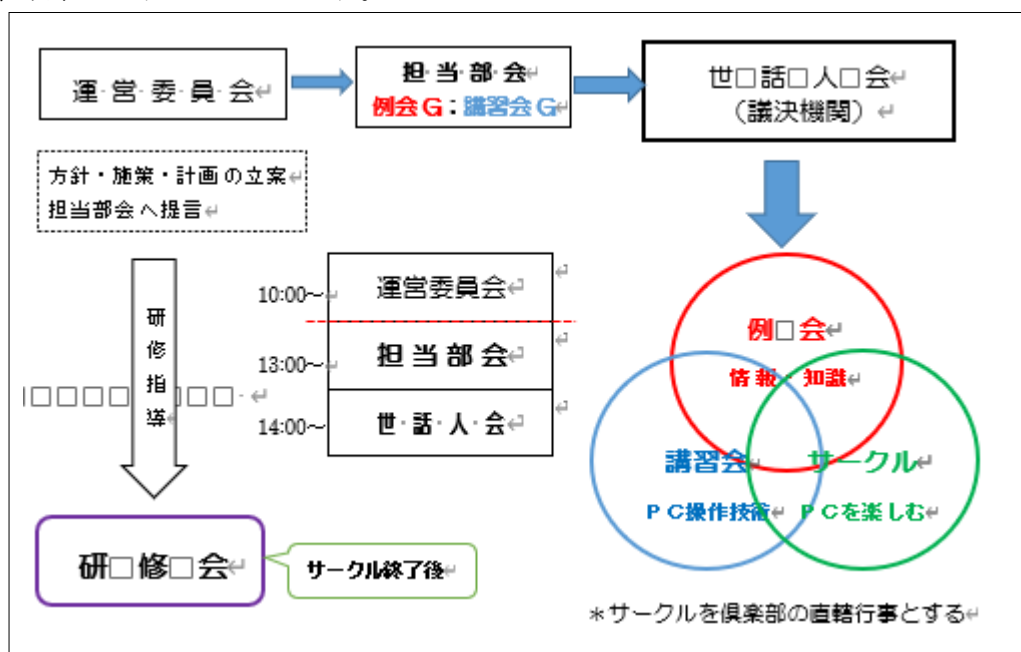 運営委員会
担当部会
例会G:講習会G
世□話□人□会
(議決機関)
方針・施策・計画の立案
担当部会へ提言
研修指導
10:00~
運営委員会
13:00~
担当部会
14:00~
世・話・人・会
例□会
情報・知識
講習会
サークル
PC操作技術
PCを楽しむ
研□修□会
サークル終了後
*サークルを倶楽部の直轄行事とする